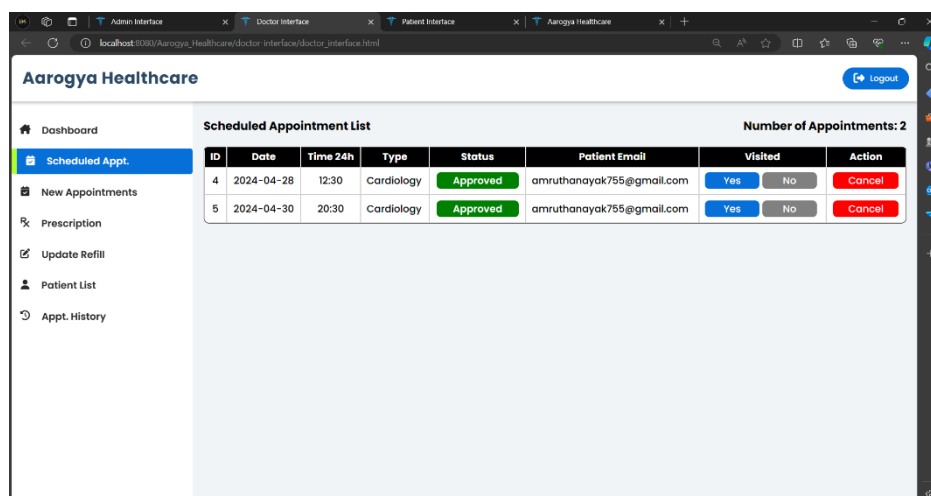 Admin Interface
Doctor Interface
Patient Interface
Aarogya Healthcare
localhost:8080/Aarogya_Healthcare/doctor-interface/doctor_interface.html
Aarogya Healthcare
Logout
Dashboard
Scheduled Appt.
New Appointments
Prescription
Update Refill
Patient List
Appt. History
Scheduled Appointment List
Number of Appointments: 2
ID Date Time 24h Type Status Patient Email Visited Action
4 2024-04-28 12:30 Cardiology Approved amruthanayak755@gmail.com Yes No Cancel
5 2024-04-30 20:30 Cardiology Approved amruthanayak755@gmail.com Yes No Cancel